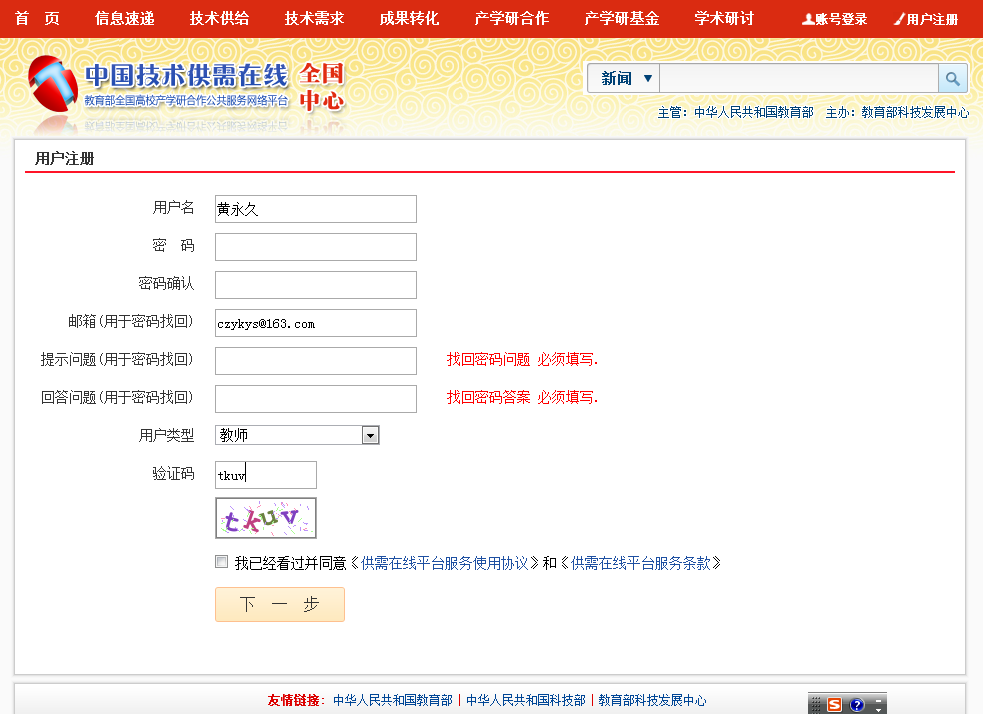 首 页 信息速递 技术供给 技术需求 成果转化 产学研合作 产学研基金 学术研讨 账号登录 用户注册
中国技术供需在线 全国中心
教育部全国高校产学研合作公共服务网络平台
新闻
主管：中华人民共和国教育部 主办：教育部科技发展中心
用户注册
用户名 黄永久
密 码
密码确认
邮箱(用于密码找回) czykys@163.com
提示问题(用于密码找回) 找回密码问题 必须填写.
回答问题(用于密码找回) 找回密码答案 必须填写.
用户类型 教师
验证码 tkuv
tkuv
我已经看过并同意《供需在线平台服务使用协议》和《供需在线平台服务条款》
下 一 步
友情链接：中华人民共和国教育部 | 中华人民共和国科技部 | 教育部科技发展中心
S ?